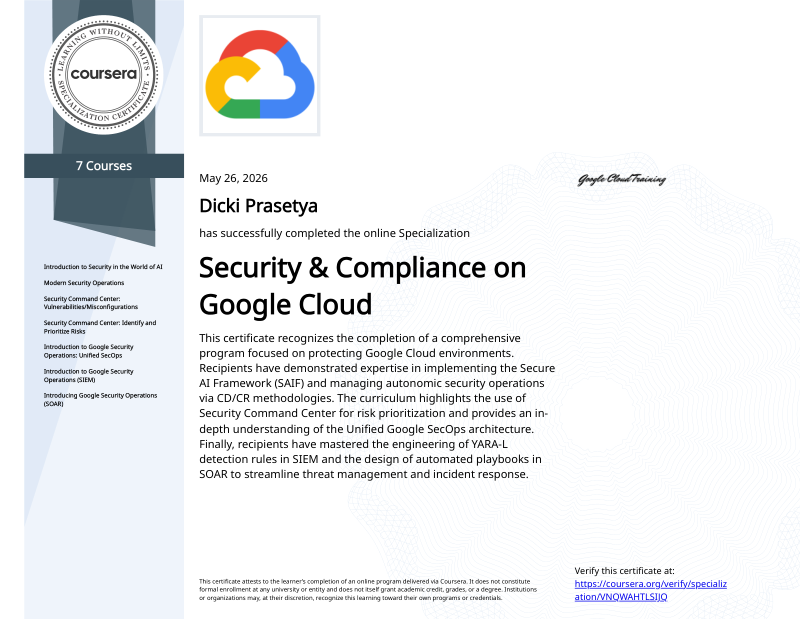 LEARNING WITHOUT LIMITS
coursera
SPECIALIZATION CERTIFICATE
7 Courses
Introduction to Security in the World of AI
Modern Security Operations
Security Command Center:
Vulnerabilities/Misconfigurations
Security Command Center: Identify and
Prioritize Risks
Introduction to Google Security
Operations: Unified SecOps
Introduction to Google Security
Operations (SIEM)
Introducing Google Security Operations
(SOAR)
May 26, 2026
Dicki Prasetya
has successfully completed the online Specialization
Security & Compliance on
Google Cloud
This certificate recognizes the completion of a comprehensive
program focused on protecting Google Cloud environments.
Recipients have demonstrated expertise in implementing the Secure
AI Framework (SAIF) and managing autonomic security operations
via CD/CR methodologies. The curriculum highlights the use of
Security Command Center for risk prioritization and provides an in-
depth understanding of the Unified Google SecOps architecture.
Finally, recipients have mastered the engineering of YARA-L
detection rules in SIEM and the design of automated playbooks in
SOAR to streamline threat management and incident response.
Google Cloud Training
This certificate attests to the learner's completion of an online program delivered via Coursera. It does not constitute
formal enrollment at any university or entity and does not itself grant academic credit, grades, or a degree. Institutions
or organizations may, at their discretion, recognize this learning toward their own programs or credentials.
Verify this certificate at:
https://coursera.org/verify/specializ
ation/VNQWAHTLSIJQ